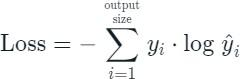 output
size
Loss = − ∑ yᵢ · log ŷᵢ
i=1